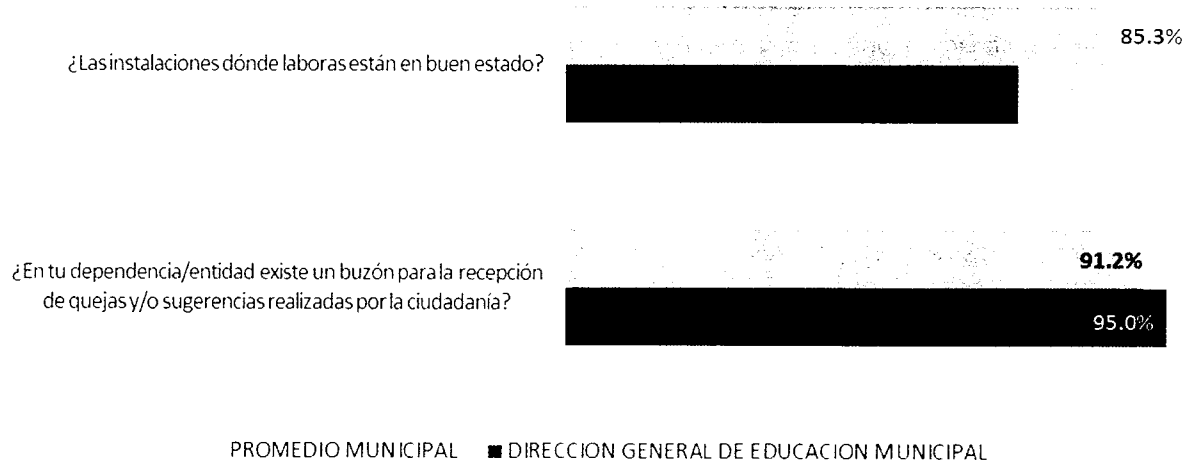 85.3%
¿Las instalaciones dónde laboras están en buen estado?
91.2%
¿En tu dependencia/entidad existe un buzón para la recepción
de quejas y/o sugerencias realizadas por la ciudadanía?
95.0%
PROMEDIO MUNICIPAL ■ DIRECCION GENERAL DE EDUCACION MUNICIPAL